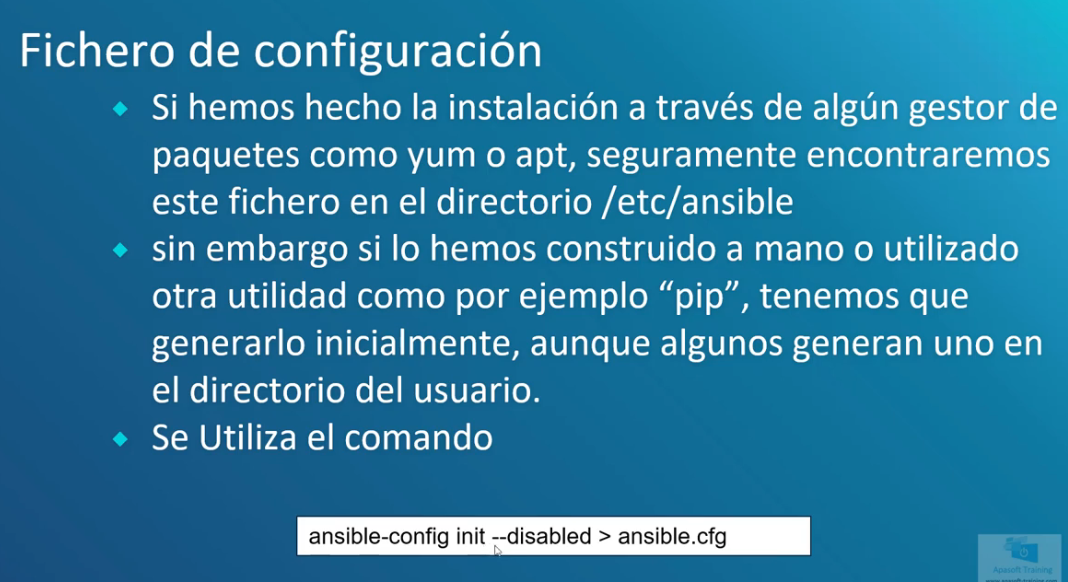 Fichero de configuración
Si hemos hecho la instalación a través de algún gestor de
paquetes como yum o apt, seguramente encontraremos
este fichero en el directorio /etc/ansible
sin embargo si lo hemos construido a mano o utilizado
otra utilidad como por ejemplo “pip”, tenemos que
generarlo inicialmente, aunque algunos generan uno en
el directorio del usuario.
Se Utiliza el comando
ansible-config init --disabled > ansible.cfg
Apasoft Training
www.apasoftraining.com